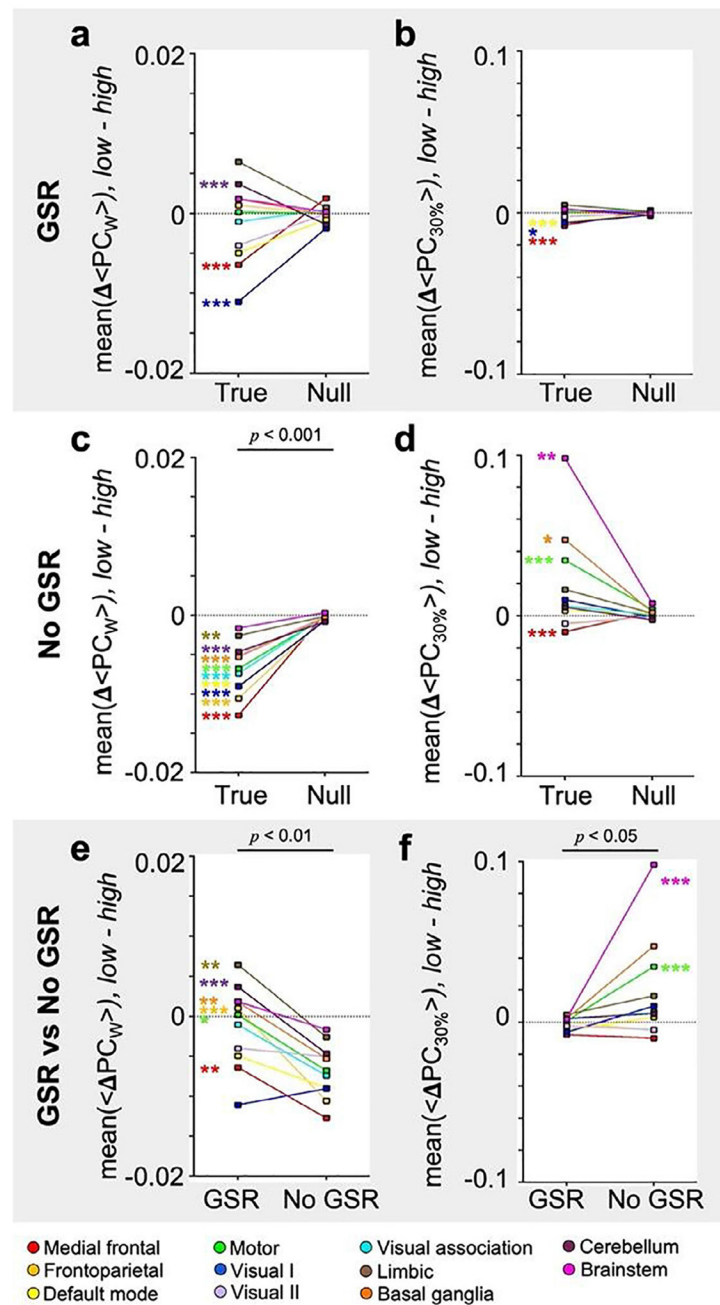 a
b
GSR
mean(Δ<PCW>), low - high
0.02
0
-0.02
***
***
***
True
Null
mean(Δ<PC30%>), low - high
0.1
0
-0.1
***
*
***
True
Null
c
d
No GSR
p < 0.001
mean(Δ<PCW>), low - high
0.02
0
-0.02
**
***
***
***
***
***
***
***
***
True
Null
mean(Δ<PC30%>), low - high
0.1
0
-0.1
**
*
***
***
True
Null
e
f
GSR vs No GSR
p < 0.01
mean(<ΔPCW>), low - high
0.02
0
-0.02
**
***
**
***
*
**
GSR
No GSR
p < 0.05
mean(<ΔPC30%>), low - high
0.1
0
-0.1
***
***
GSR
No GSR
Medial frontal
Motor
Visual association
Cerebellum
Frontoparietal
Visual I
Limbic
Brainstem
Default mode
Visual II
Basal ganglia